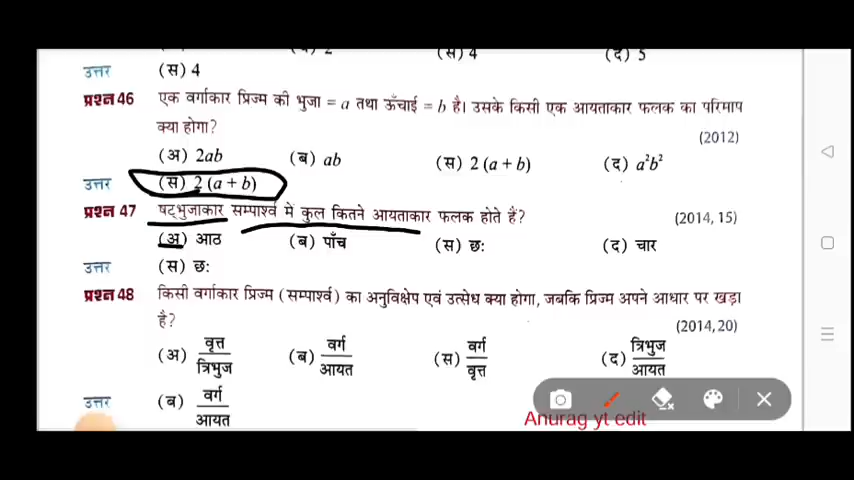 (स) 4
(द) 5
उत्तर (स) 4
प्रश्न 46 एक वर्गाकार प्रिज्म की भुजा = a तथा ऊँचाई = b है। उसके किसी एक आयताकार फलक का परिमाप
क्या होगा? (2012)
(अ) 2ab (ब) ab (स) 2 (a + b) (द) a²b²
उत्तर (स) 2 (a + b)
प्रश्न 47 षट्भुजाकार सम्पार्श्व में कुल कितने आयताकार फलक होते हैं? (2014, 15)
(अ) आठ (ब) पाँच (स) छः (द) चार
उत्तर (स) छः
प्रश्न 48 किसी वर्गाकार प्रिज्म (सम्पार्श्व) का अनुविक्षेप एवं उत्सेध क्या होगा, जबकि प्रिज्म अपने आधार पर खड़ा
है? (2014,20)
(अ) वृत्त/त्रिभुज (ब) वर्ग/आयत (स) वर्ग/वृत्त (द) त्रिभुज/आयत
उत्तर (ब) वर्ग/आयत
Anurag yt edit